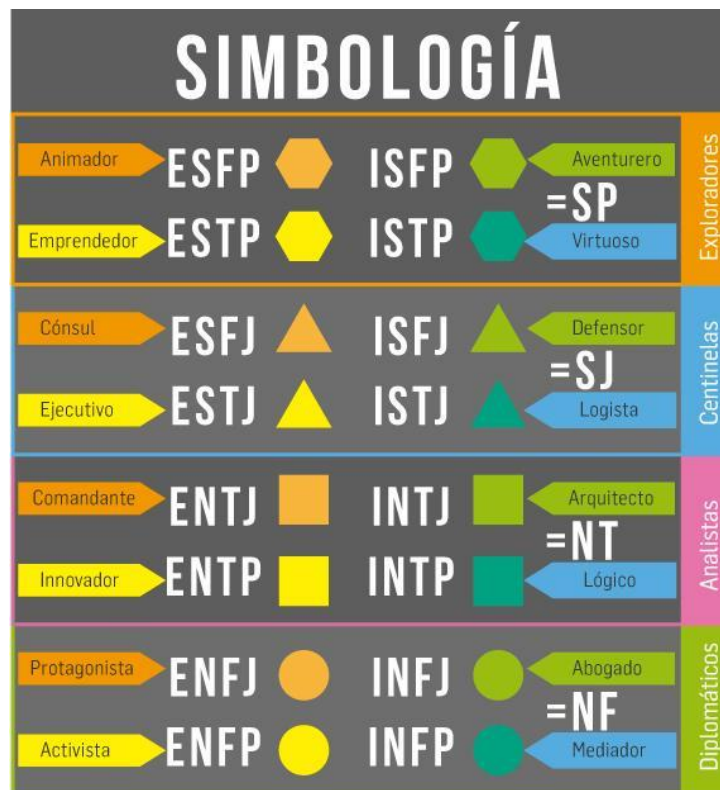 SIMBOLOGÍA
Animador ESFP ISFP Aventurero
=SP
Emprendedor ESTP ISTP Virtuoso
Exploradores
Cónsul ESFJ ISFJ Defensor
=SJ
Ejecutivo ESTJ ISTJ Logista
Centinelas
Comandante ENTJ INTJ Arquitecto
=NT
Innovador ENTP INTP Lógico
Analistas
Protagonista ENFJ INFJ Abogado
=NF
Activista ENFP INFP Mediador
Diplomáticos